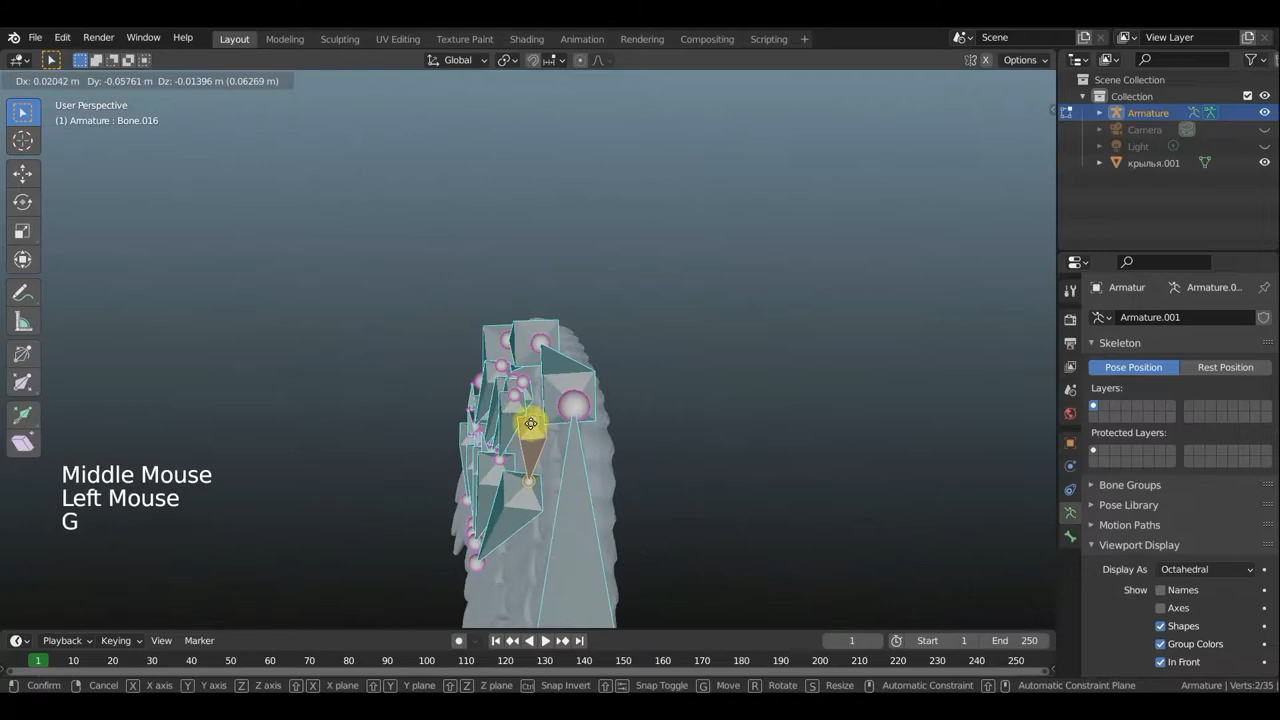 File Edit Render Window Help
Layout Modeling Sculpting UV Editing Texture Paint Shading Animation Rendering Compositing Scripting +
Scene
View Layer
Global
X
Options
Dx: 0.02042 m Dy: -0.05761 m Dz: -0.01396 m (0.06269 m)
User Perspective
(1) Armature : Bone.016
Scene Collection
Collection
Armature
Camera
Light
крылья.001
Armatur
Armature.0...
Armature.001
Skeleton
Pose Position Rest Position
Layers:
Protected Layers:
Bone Groups
Pose Library
Motion Paths
Viewport Display
Display As Octahedral
Show Names
Axes
Shapes
Group Colors
In Front
Middle Mouse
Left Mouse
G
Playback Keying View Marker
1
Start 1
End 250
1 10 20 30 40 50 60 70 80 90 100 110 120 130 140 150 160 170 180 190 200 210 220 230 240 250
Confirm Cancel X X axis Y Y axis Z Z axis X X plane Y Y plane Z Z plane Ctrl Snap Invert Snap Toggle G Move R Rotate S Resize Automatic Constraint Automatic Constraint Plane
Armature | Verts:2/35